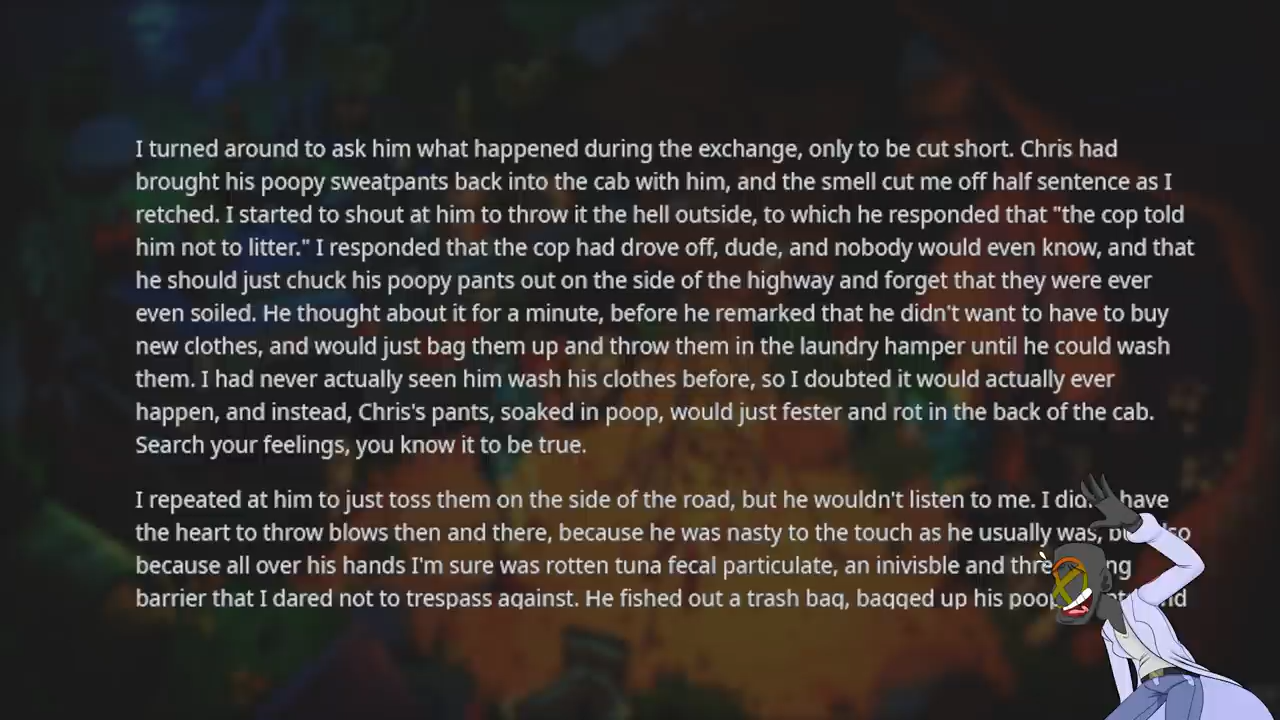 I turned around to ask him what happened during the exchange, only to be cut short. Chris had
brought his poopy sweatpants back into the cab with him, and the smell cut me off half sentence as I
retched. I started to shout at him to throw it the hell outside, to which he responded that "the cop told
him not to litter." I responded that the cop had drove off, dude, and nobody would even know, and that
he should just chuck his poopy pants out on the side of the highway and forget that they were ever
even soiled. He thought about it for a minute, before he remarked that he didn't want to have to buy
new clothes, and would just bag them up and throw them in the laundry hamper until he could wash
them. I had never actually seen him wash his clothes before, so I doubted it would actually ever
happen, and instead, Chris's pants, soaked in poop, would just fester and rot in the back of the cab.
Search your feelings, you know it to be true.
I repeated at him to just toss them on the side of the road, but he wouldn't listen to me. I have
the heart to throw blows then and there, because he was nasty to the touch as he usually was,
because all over his hands I'm sure was rotten tuna fecal particulate, an inivisble and
barrier that I dared not to trespass against. He fished out a trash bag, bagged up his